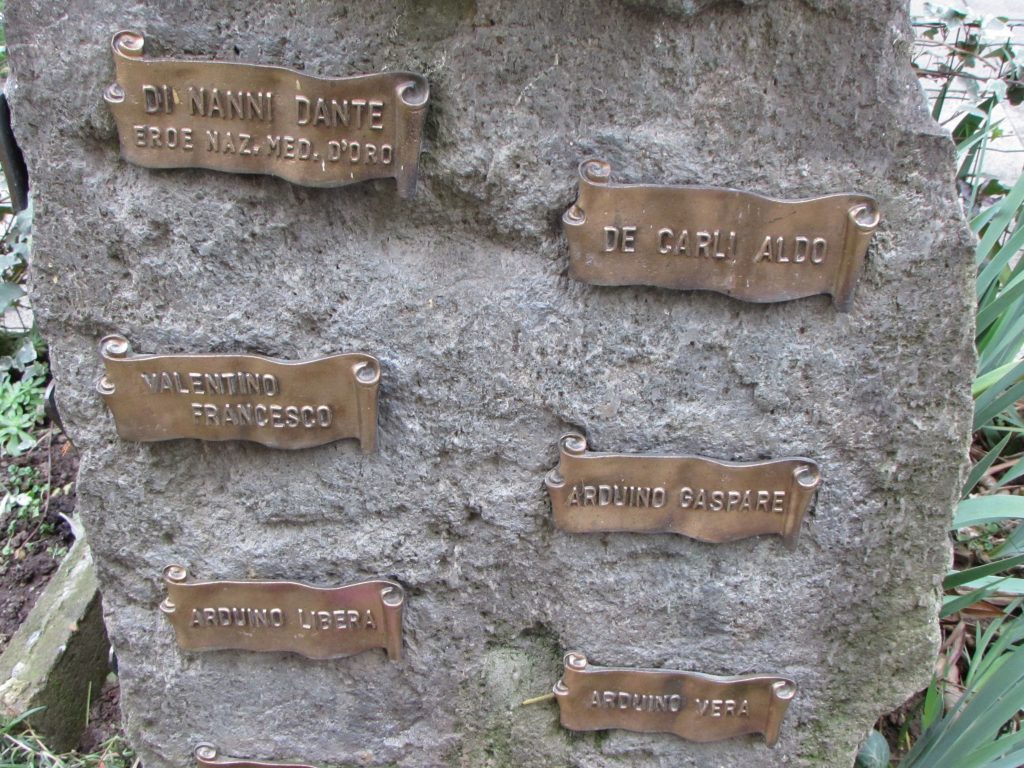 DI NANNI DANTE
EROE NAZ. MED. D'ORO
DE CARLI ALDO
VALENTINO
FRANCESCO
ARDUINO GASPARE
ARDUINO LIBERA
ARDUINO VERA